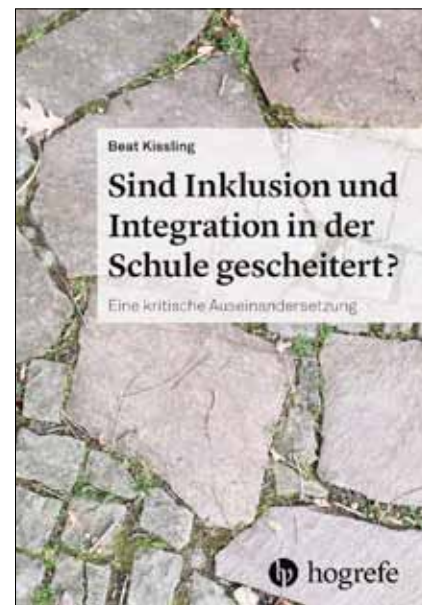 Beat Kissling
Sind Inklusion und
Integration in der
Schule gescheitert?
Eine kritische Auseinandersetzung
hogrefe